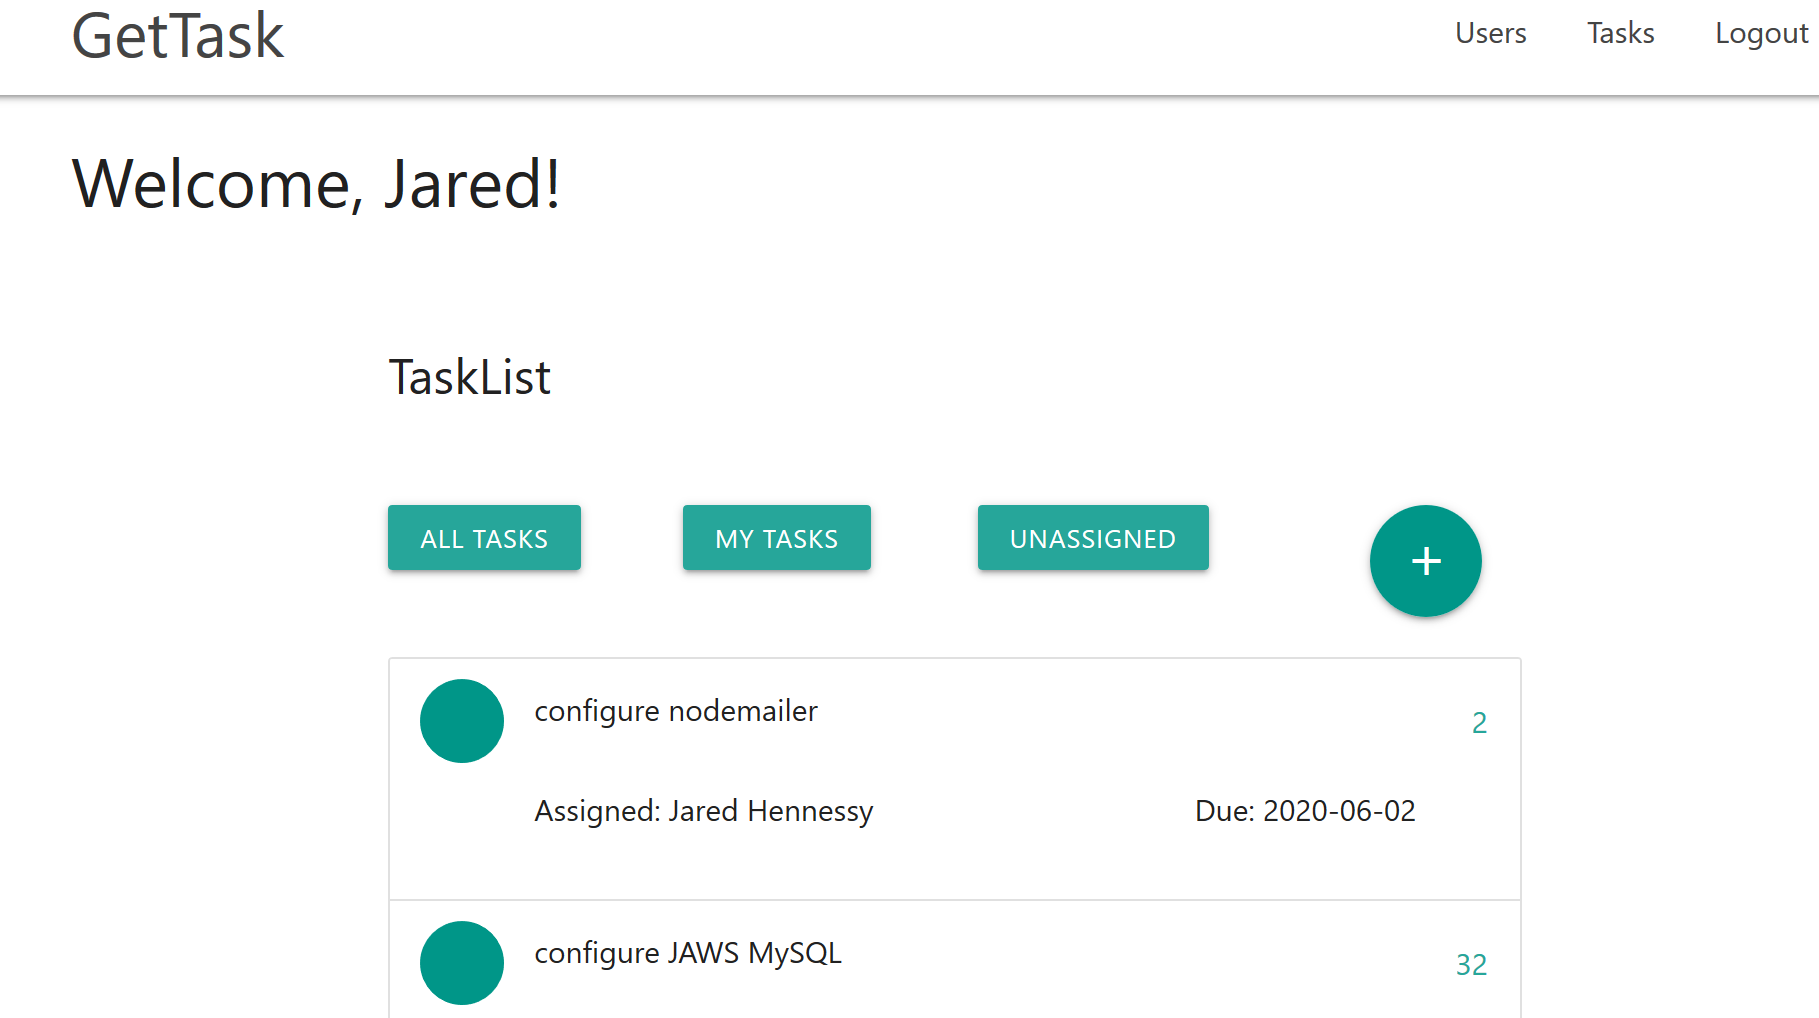 GetTask
Users Tasks Logout
Welcome, Jared!
TaskList
ALL TASKS MY TASKS UNASSIGNED +
configure nodemailer 2
Assigned: Jared Hennessy Due: 2020-06-02
configure JAWS MySQL 32